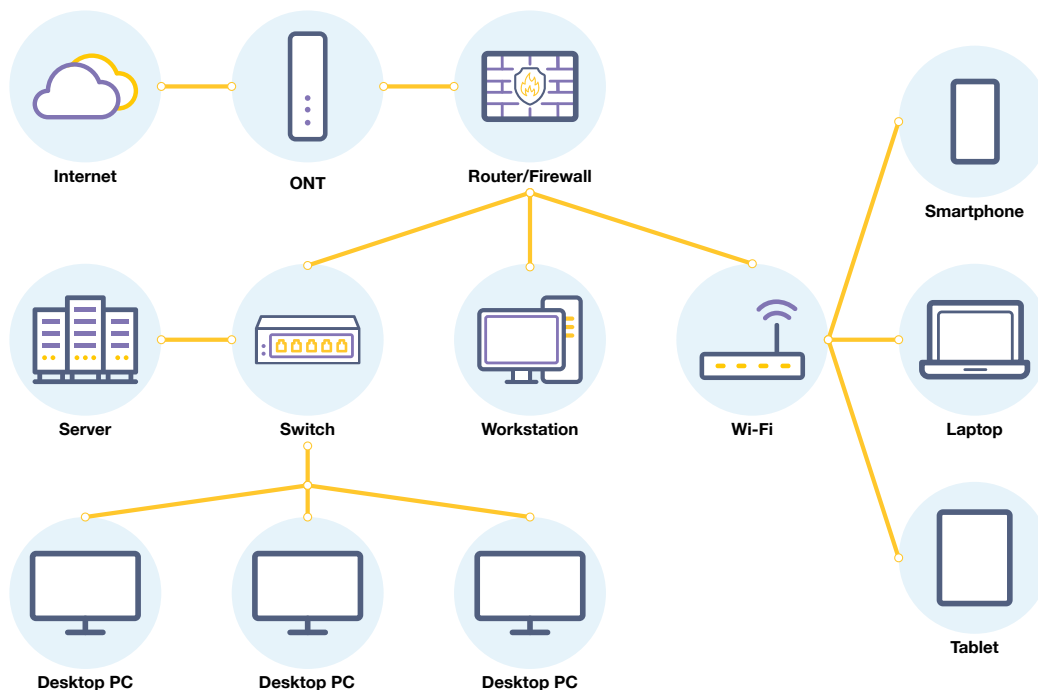 Internet
ONT
Router/Firewall
Smartphone
Server
Switch
Workstation
Wi-Fi
Laptop
Tablet
Desktop PC
Desktop PC
Desktop PC